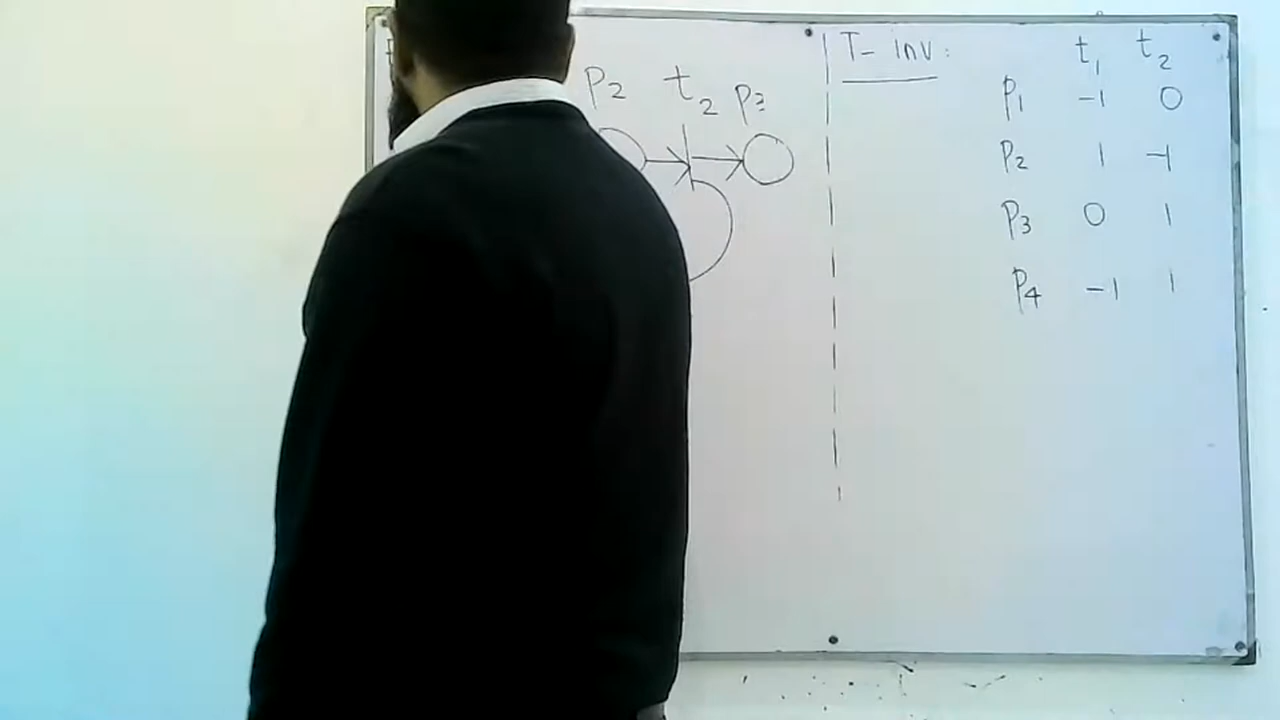 P2 t2 P3
T- inv:
t1 t2
P1 -1 0
P2 1 -1
P3 0 1
P4 -1 1